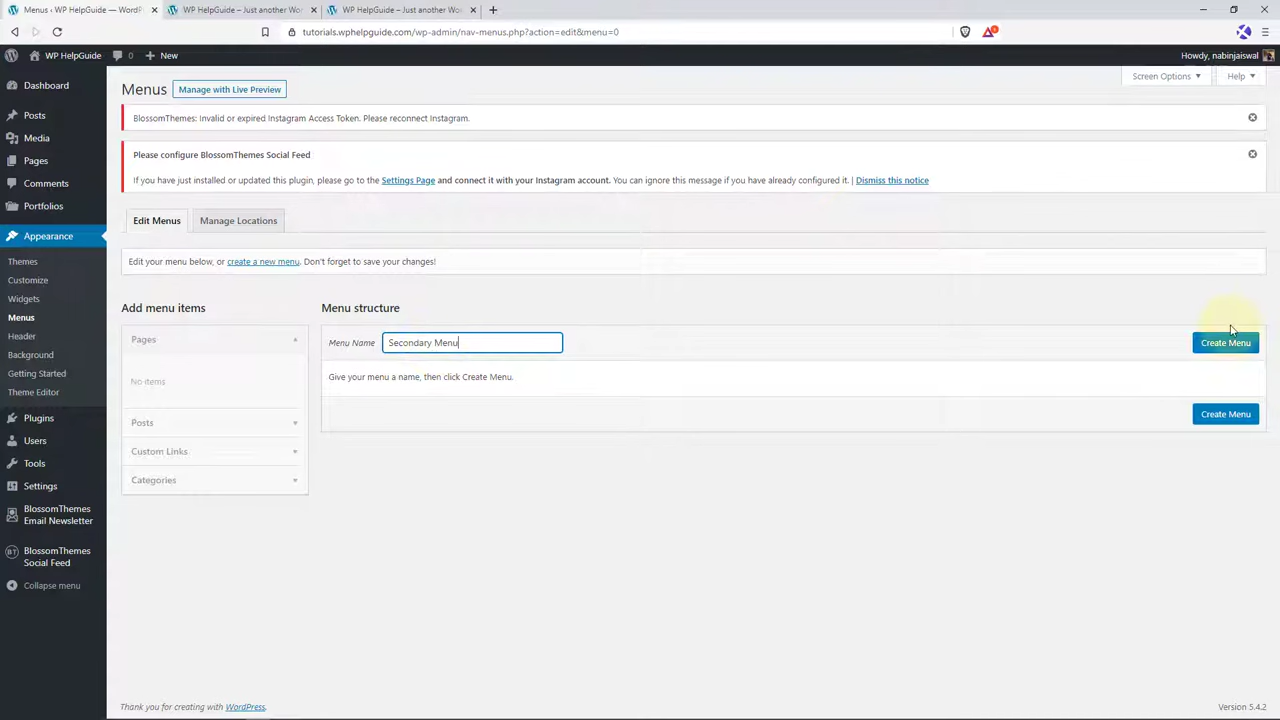 Menus ‹ WP HelpGuide — WordPr
WP HelpGuide – Just another Wor
WP HelpGuide – Just another Wor
tutorials.wphelpguide.com/wp-admin/nav-menus.php?action=edit&menu=0
WP HelpGuide
0
New
Howdy, nabinjaiswal
Screen Options
Help
Dashboard
Posts
Media
Pages
Comments
Portfolios
Appearance
Themes
Customize
Widgets
Menus
Header
Background
Getting Started
Theme Editor
Plugins
Users
Tools
Settings
BlossomThemes
Email Newsletter
BlossomThemes
Social Feed
Collapse menu
Menus
Manage with Live Preview
BlossomThemes: Invalid or expired Instagram Access Token. Please reconnect Instagram.
Please configure BlossomThemes Social Feed
If you have just installed or updated this plugin, please go to the Settings Page and connect it with your Instagram account. You can ignore this message if you have already configured it. | Dismiss this notice
Edit Menus
Manage Locations
Edit your menu below, or create a new menu. Don't forget to save your changes!
Add menu items
Pages
No items
Posts
Custom Links
Categories
Menu structure
Menu Name
Secondary Menu
Create Menu
Give your menu a name, then click Create Menu.
Create Menu
Thank you for creating with WordPress.
Version 5.4.2